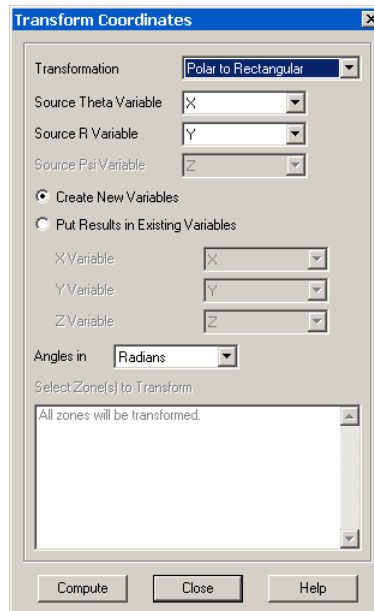 Transform Coordinates
Transformation Polar to Rectangular
Source Theta Variable X
Source R Variable Y
Source Psi Variable Z
Create New Variables
Put Results in Existing Variables
X Variable X
Y Variable Y
Z Variable Z
Angles in Radians
Select Zone(s) to Transform
All zones will be transformed.
Compute Close Help